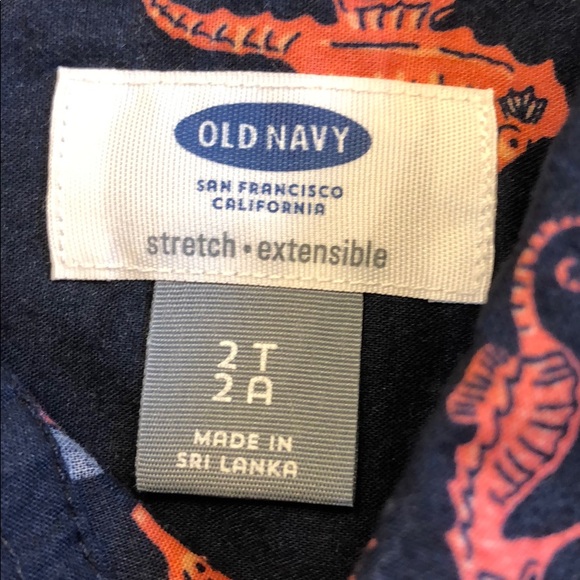 OLD NAVY
SAN FRANCISCO
CALIFORNIA
stretch • extensible
2T
2A
MADE IN
SRI LANKA